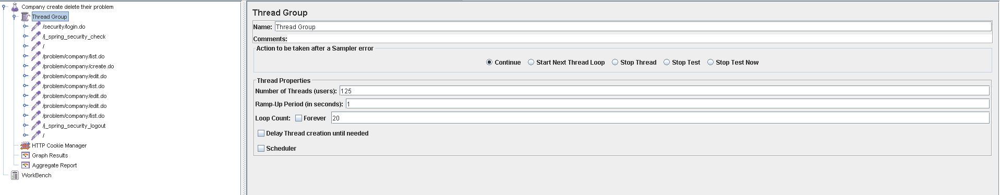 Company create delete their problem
Thread Group
/security/login.do
/j_spring_security_check
/
/problem/company/list.do
/problem/company/create.do
/problem/company/edit.do
/problem/company/list.do
/problem/company/edit.do
/problem/company/edit.do
/problem/company/list.do
/j_spring_security_logout
/
HTTP Cookie Manager
Graph Results
Aggregate Report
WorkBench
Thread Group
Name: Thread Group
Comments:
Action to be taken after a Sampler error
Continue Start Next Thread Loop Stop Thread Stop Test Stop Test Now
Thread Properties
Number of Threads (users): 125
Ramp-Up Period (in seconds): 1
Loop Count: Forever 20
Delay Thread creation until needed
Scheduler